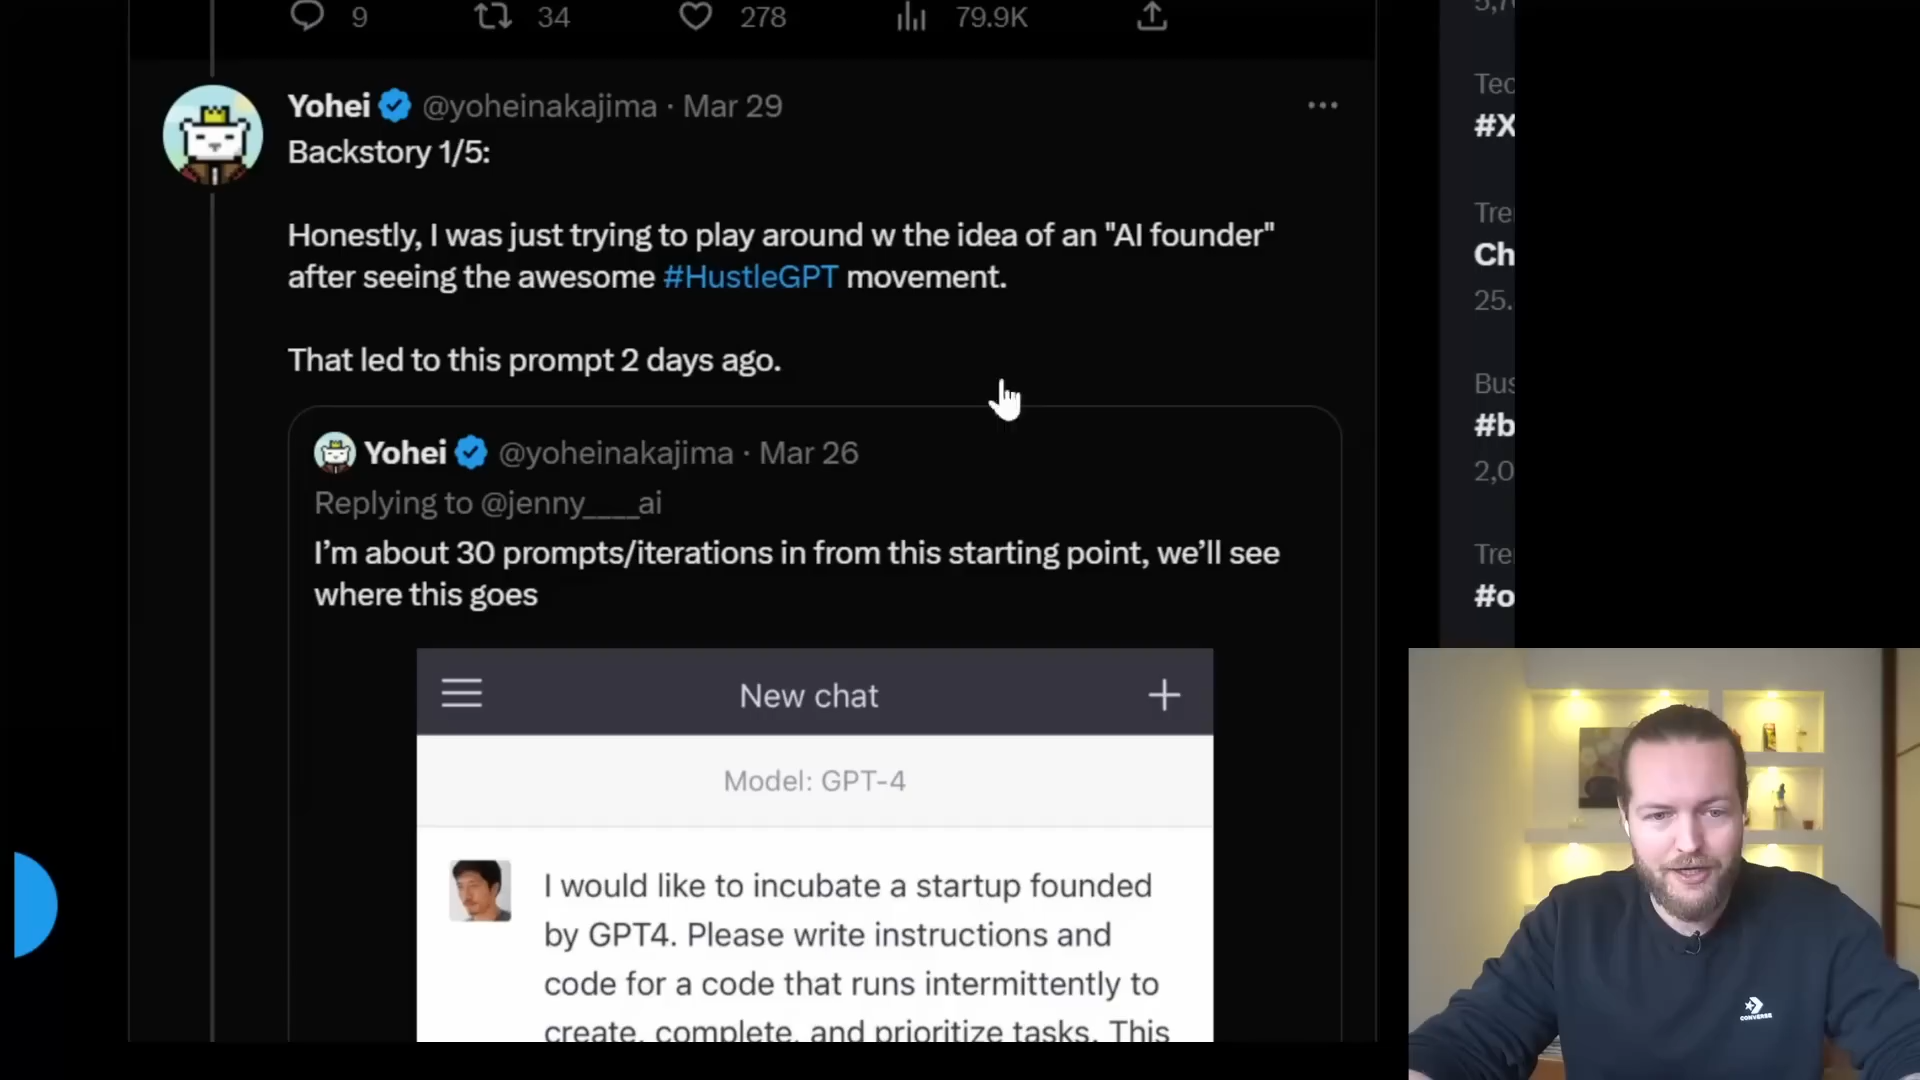 9 34 278 79.9K
Yohei @yoheinakajima · Mar 29
Backstory 1/5:
Honestly, I was just trying to play around w the idea of an "AI founder"
after seeing the awesome #HustleGPT movement.
That led to this prompt 2 days ago.
Yohei @yoheinakajima · Mar 26
Replying to @jenny____ai
I'm about 30 prompts/iterations in from this starting point, we'll see
where this goes
New chat
Model: GPT-4
I would like to incubate a startup founded
by GPT4. Please write instructions and
code for a code that runs intermittently to
create, complete, and prioritize tasks. This
Tec
#X
Tre
Ch
25.
Bus
#b
2,0
Tre
#o
CONVERSE